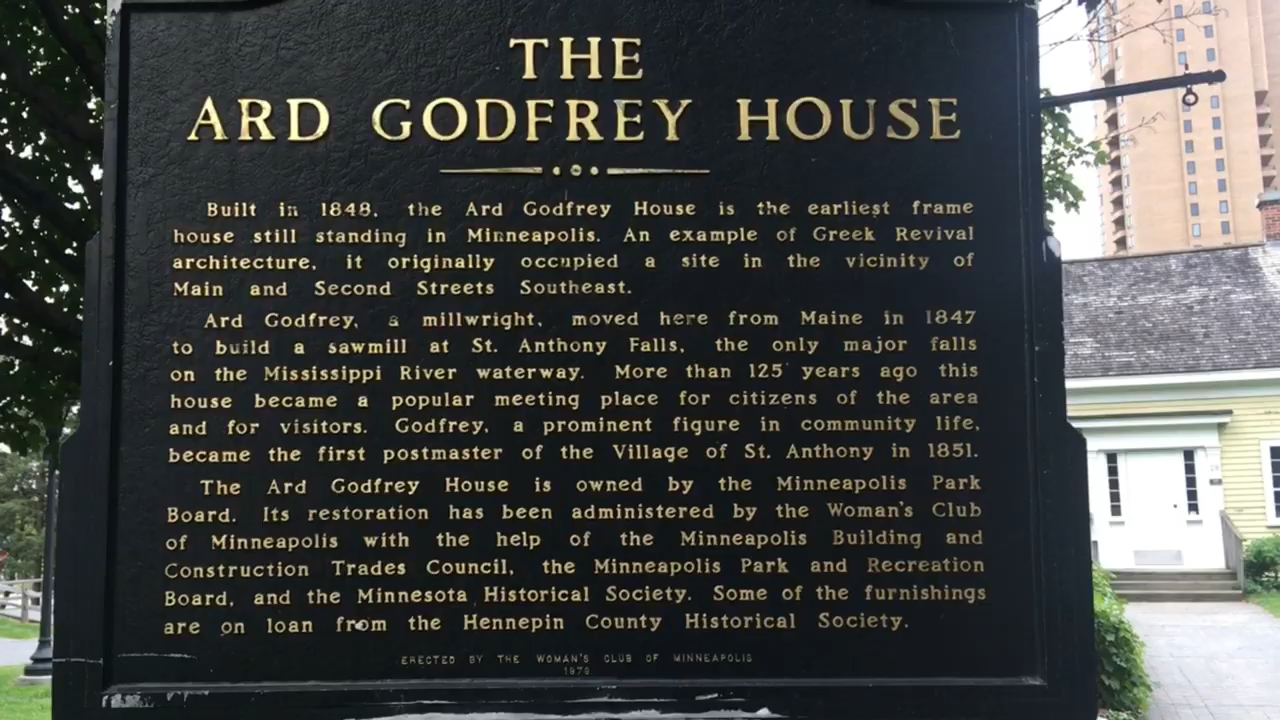 THE
ARD GODFREY HOUSE
Built in 1848, the Ard Godfrey House is the earliest frame
house still standing in Minneapolis. An example of Greek Revival
architecture, it originally occupied a site in the vicinity of
Main and Second Streets Southeast.
Ard Godfrey, a millwright, moved here from Maine in 1847
to build a sawmill at St. Anthony Falls, the only major falls
on the Mississippi River waterway. More than 125 years ago this
house became a popular meeting place for citizens of the area
and for visitors. Godfrey, a prominent figure in community life,
became the first postmaster of the Village of St. Anthony in 1851.
The Ard Godfrey House is owned by the Minneapolis Park
Board. Its restoration has been administered by the Woman's Club
of Minneapolis with the help of the Minneapolis Building and
Construction Trades Council, the Minneapolis Park and Recreation
Board, and the Minnesota Historical Society. Some of the furnishings
are on loan from the Hennepin County Historical Society.
ERECTED BY THE WOMAN'S CLUB OF MINNEAPOLIS